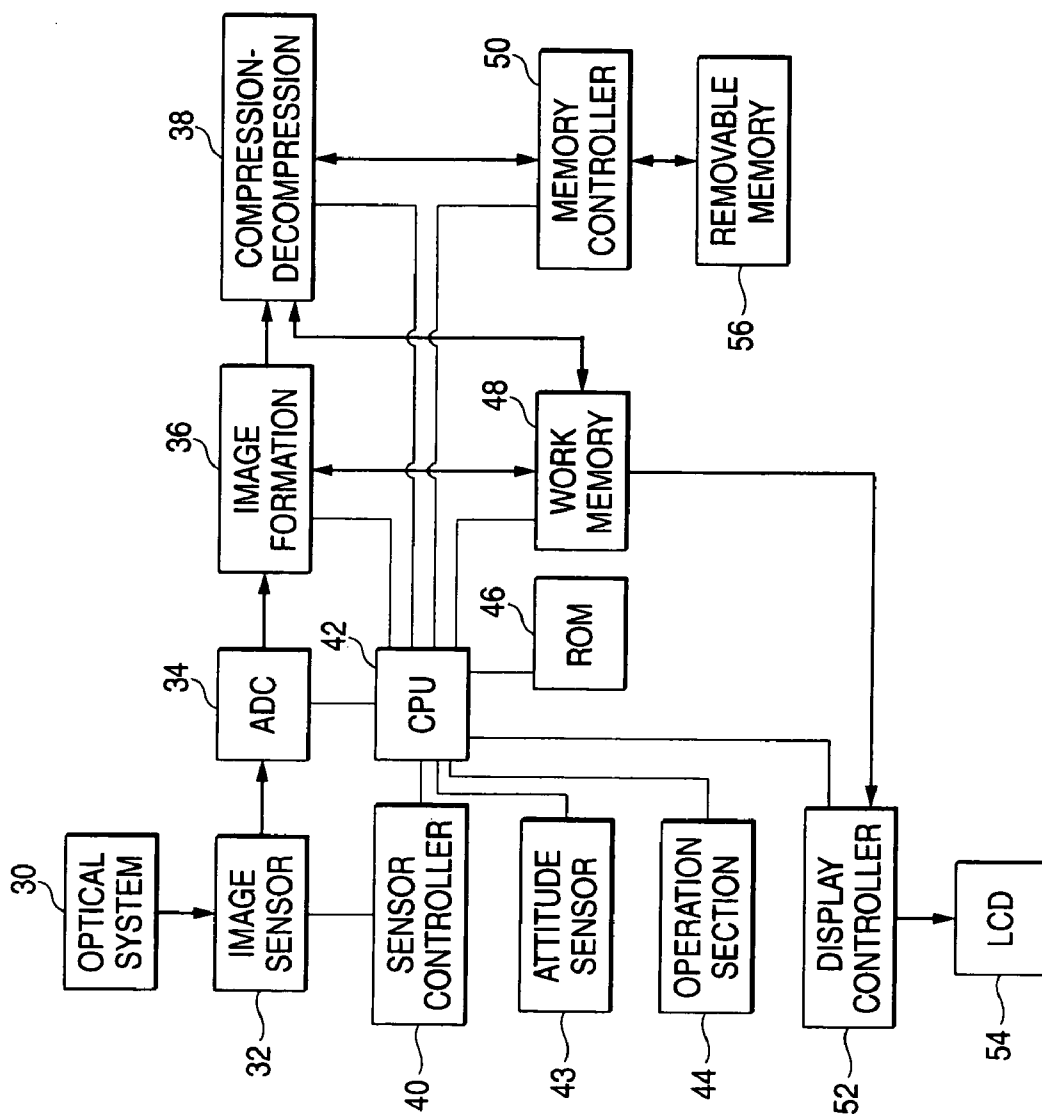 30
OPTICAL
SYSTEM
32
IMAGE
SENSOR
34
ADC
36
IMAGE
FORMATION
38
COMPRESSION-
DECOMPRESSION
40
SENSOR
CONTROLLER
42
CPU
43
ATTITUDE
SENSOR
44
OPERATION
SECTION
46
ROM
48
WORK
MEMORY
50
MEMORY
CONTROLLER
52
DISPLAY
CONTROLLER
54
LCD
56
REMOVABLE
MEMORY